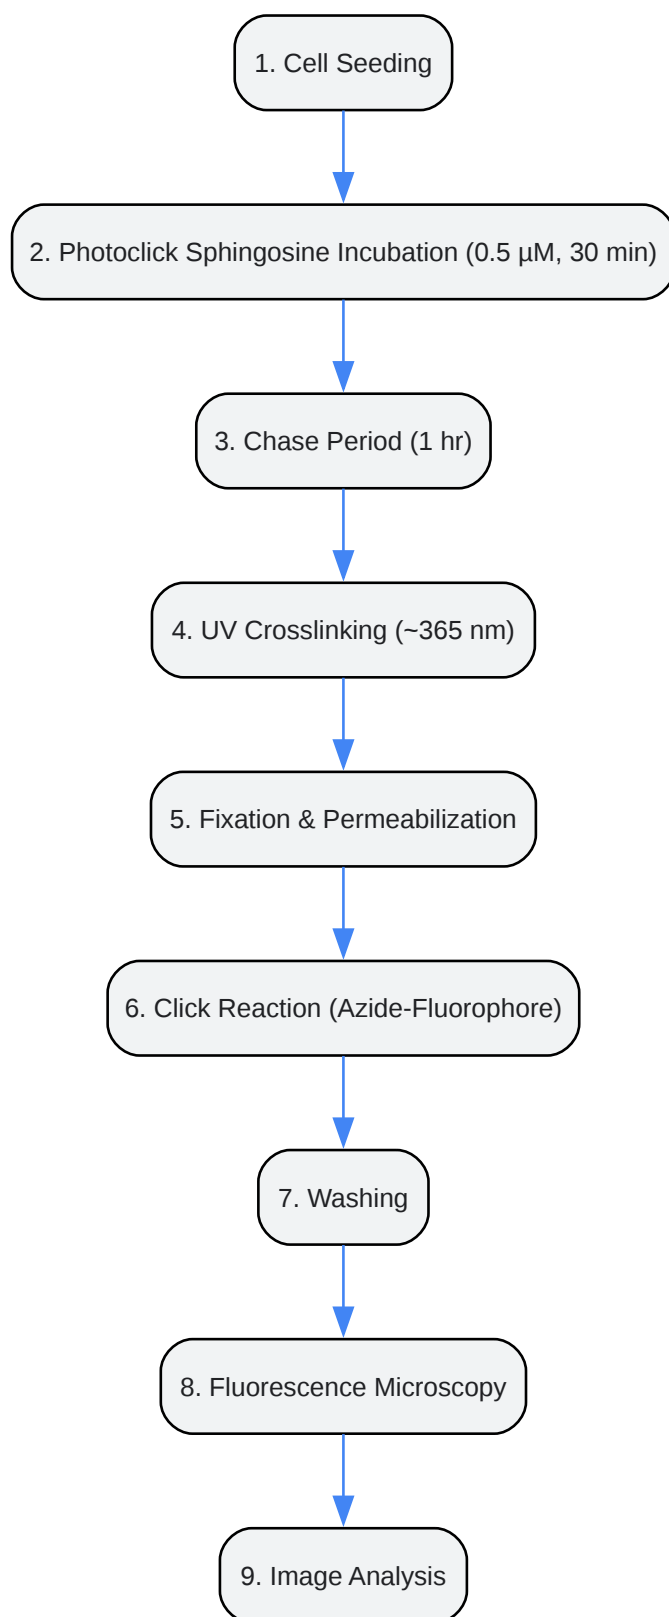 1. Cell Seeding
2. Photoclick Sphingosine Incubation (0.5 µM, 30 min)
3. Chase Period (1 hr)
4. UV Crosslinking (~365 nm)
5. Fixation & Permeabilization
6. Click Reaction (Azide-Fluorophore)
7. Washing
8. Fluorescence Microscopy
9. Image Analysis